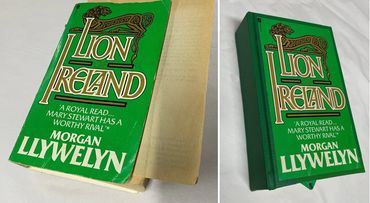 LION
IRELAND
'A ROYAL READ...
MARY STEWART HAS A
WORTHY RIVAL'*
MORGAN
LLYWELYN
LION
IRELAND
'A ROYAL READ...
MARY STEWART HAS A
WORTHY RIVAL'*
MORGAN
LLYWELYN